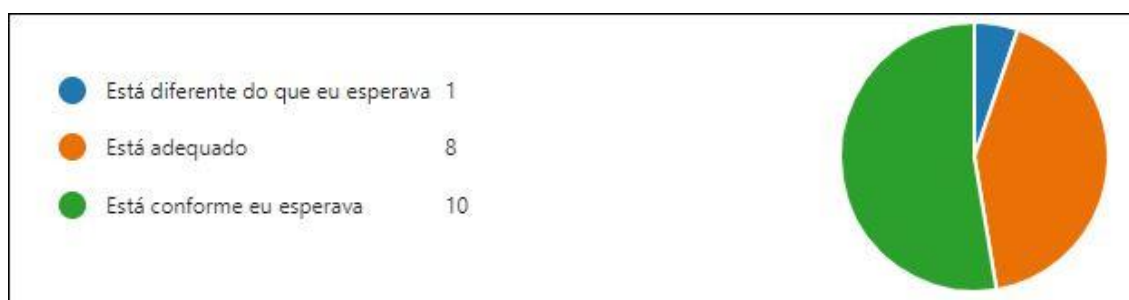 Está diferente do que eu esperava 1
Está adequado 8
Está conforme eu esperava 10